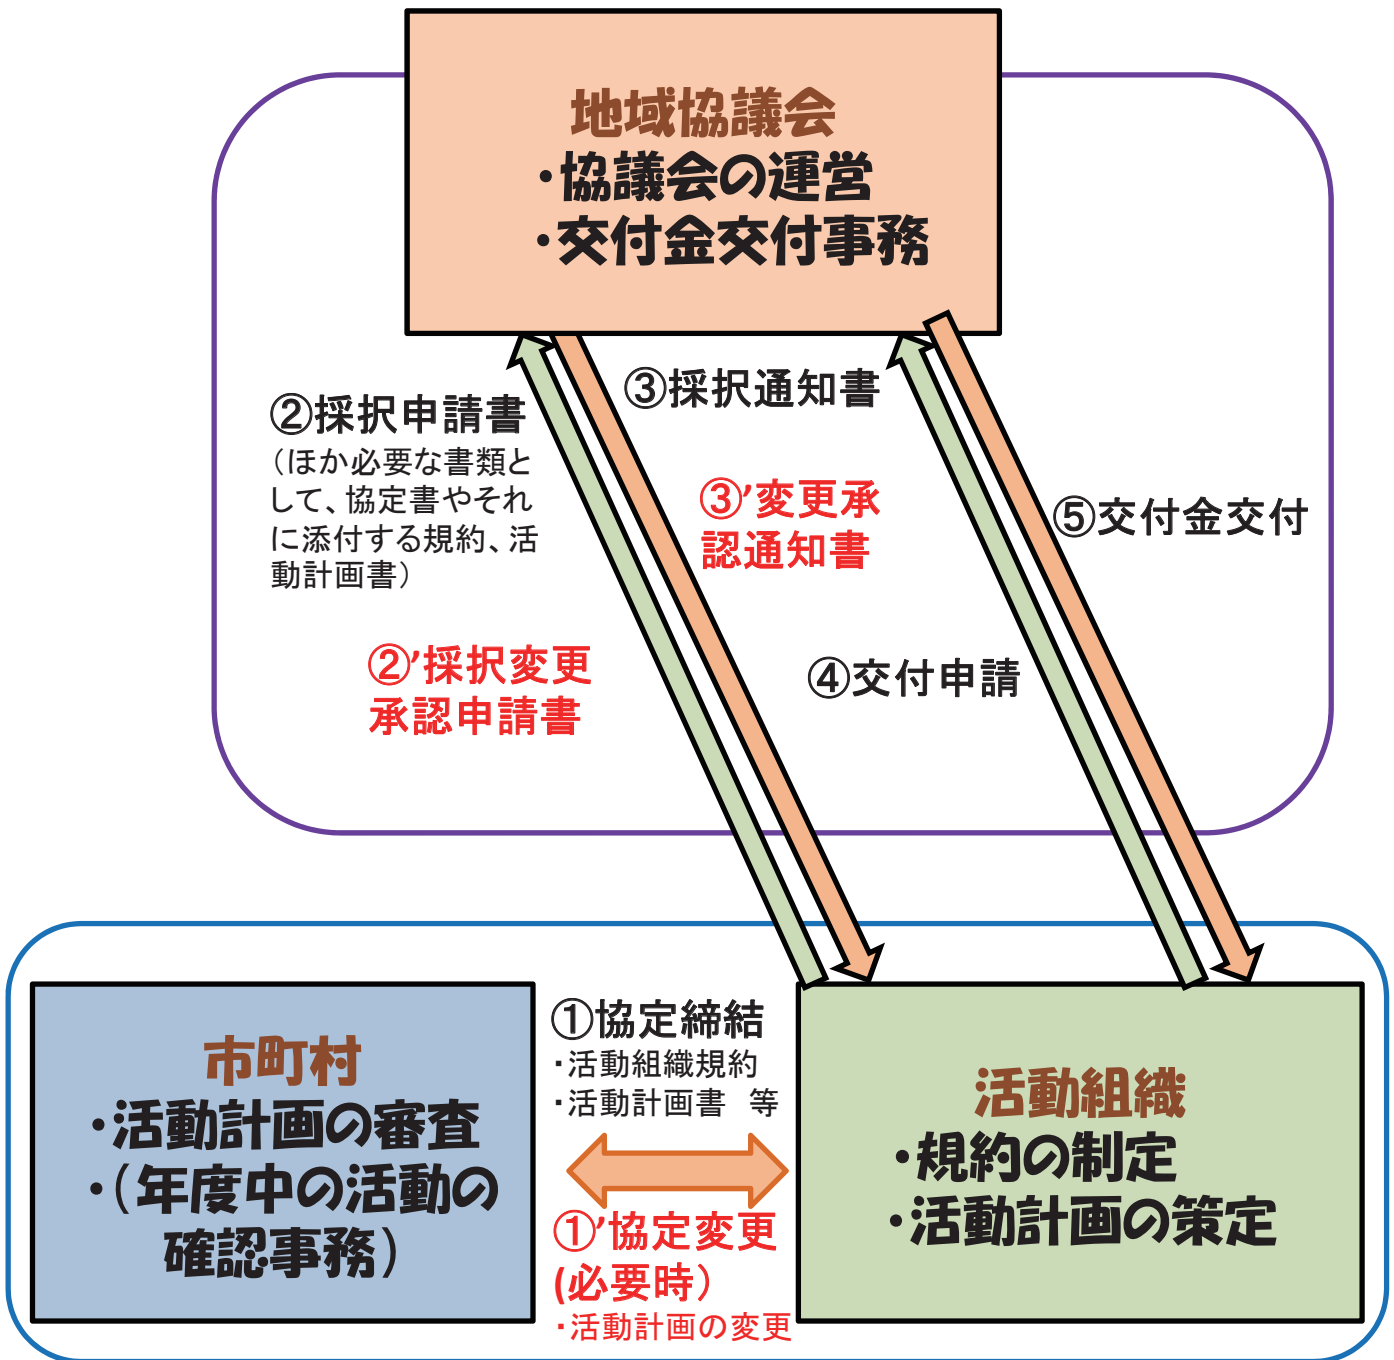 地域協議会
・協議会の運営
・交付金交付事務
②採択申請書
（ほか必要な書類と
して、協定書やそれ
に添付する規約、活
動計画書）
③採択通知書
③’変更承
認通知書
⑤交付金交付
②’採択変更
承認申請書
④交付申請
市町村
・活動計画の審査
・（年度中の活動の
確認事務）
①協定締結
・活動組織規約
・活動計画書　等
①’協定変更
(必要時）
・活動計画の変更
活動組織
・規約の制定
・活動計画の策定